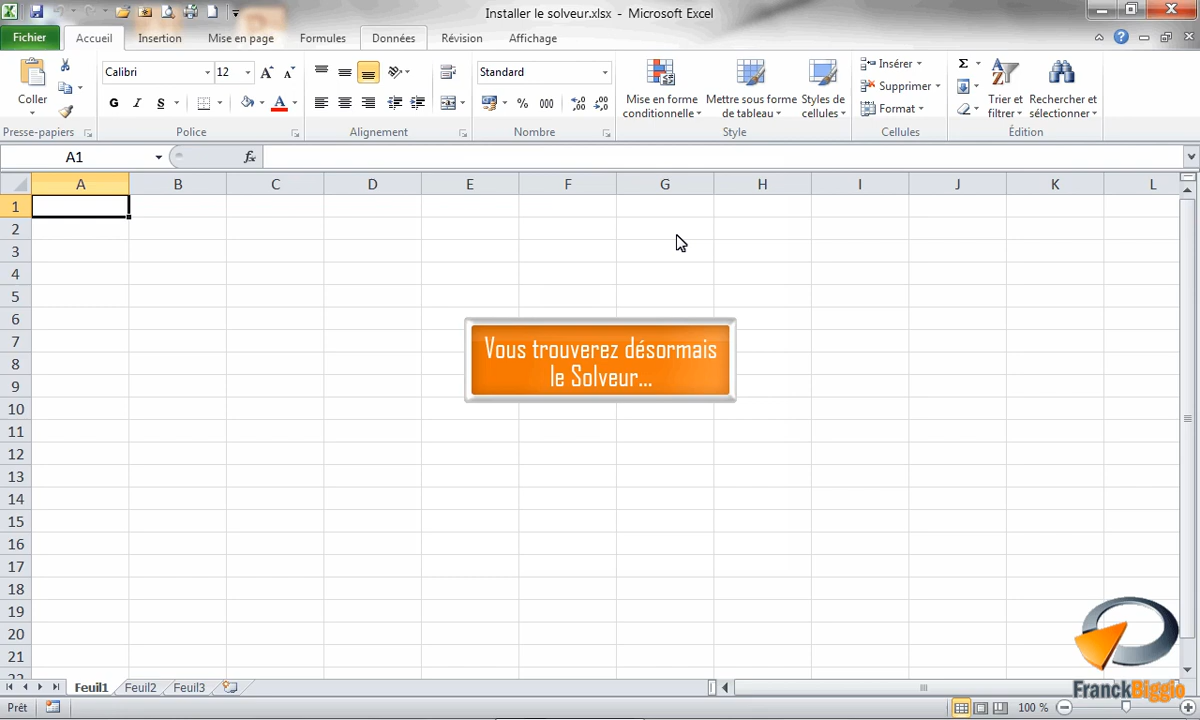 Installer le solveur.xlsx - Microsoft Excel
Fichier Accueil Insertion Mise en page Formules Données Révision Affichage
Coller
Calibri 12
G I S
Standard
% 000
Mise en forme conditionnelle
Mettre sous forme de tableau
Styles de cellules
Insérer
Supprimer
Format
Trier et filtrer
Rechercher et sélectionner
Presse-papiers Police Alignement Nombre Style Cellules Édition
A1 fx
A B C D E F G H I J K L
1
2
3
4
5
6
7
8
9
10
11
12
13
14
15
16
17
18
19
20
21
22
Vous trouverez désormais
le Solveur...
FranckBiggio
Feuil1 Feuil2 Feuil3
Prêt 100 %